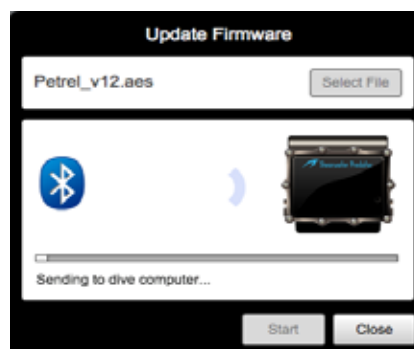 Update Firmware
Petrel_v12.aes
Select File
Sending to dive computer...
Start
Close